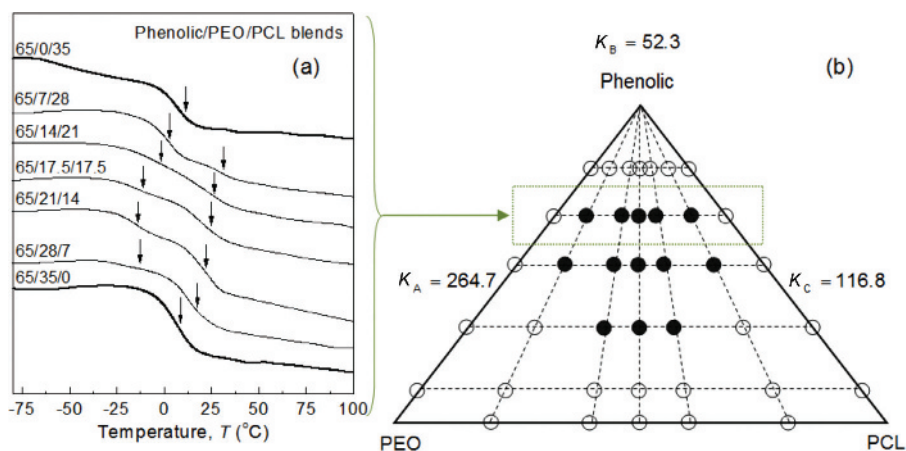 Phenolic/PEO/PCL blends
(a)
65/0/35
65/7/28
65/14/21
65/17.5/17.5
65/21/14
65/28/7
65/35/0
-75 -50 -25 0 25 50 75 100
Temperature, T (°C)
K_B = 52.3
(b)
Phenolic
K_A = 264.7
K_C = 116.8
PEO
PCL